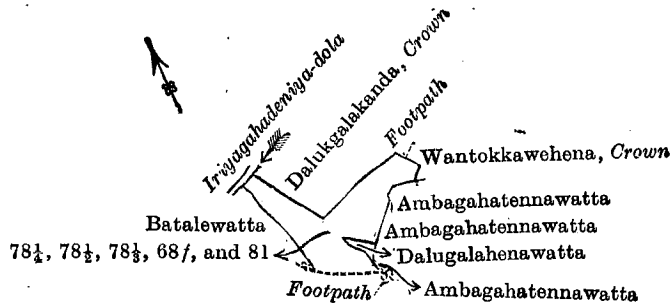 Iriyagahadeniya-dola
Dalukgalakanda, Crown
Footpath
Wantokkawehena, Crown
Ambagahatennawatta
Batalewatta
Ambagahatennawatta
78¼, 78½, 78⅓, 68f, and 81
Dalugalahenawatta
Footpath
Ambagahatennawatta